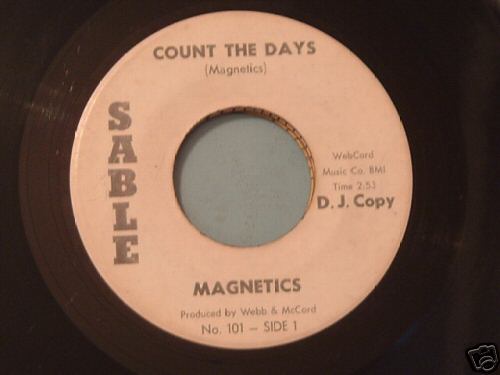 COUNT THE DAYS
(Magnetics)
SABLE
WebCord
Music Co. BMI
Time 2:53
D. J. Copy
MAGNETICS
Produced by Webb & McCord
No. 101 — SIDE 1